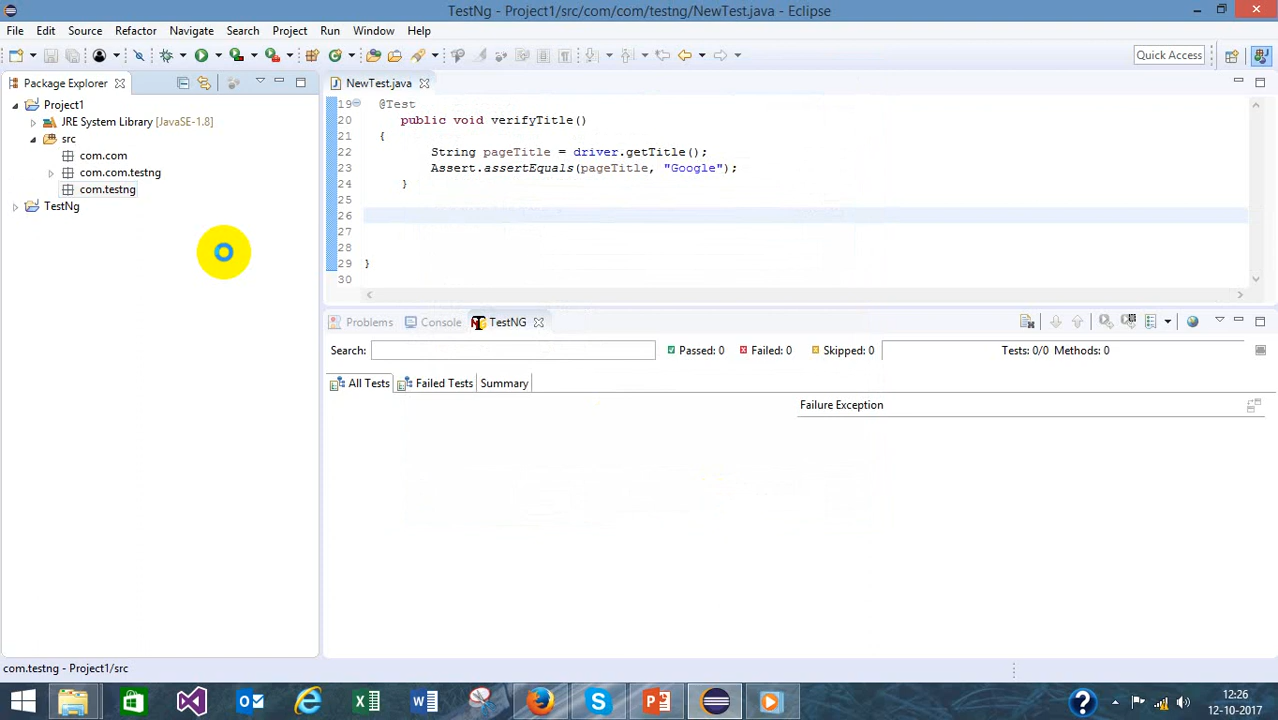 TestNg - Project1/src/com/com/testng/NewTest.java - Eclipse
File Edit Source Refactor Navigate Search Project Run Window Help
Quick Access
Package Explorer
NewTest.java
Project1
JRE System Library [JavaSE-1.8]
src
com.com
com.com.testng
com.testng
TestNg
19 @Test
20 public void verifyTitle()
21 {
22 String pageTitle = driver.getTitle();
23 Assert.assertEquals(pageTitle, "Google");
24 }
25
26
27
28
29 }
30
Problems Console TestNG
Search: Passed: 0 Failed: 0 Skipped: 0 Tests: 0/0 Methods: 0
All Tests Failed Tests Summary
Failure Exception
com.testng - Project1/src
12:26
12-10-2017